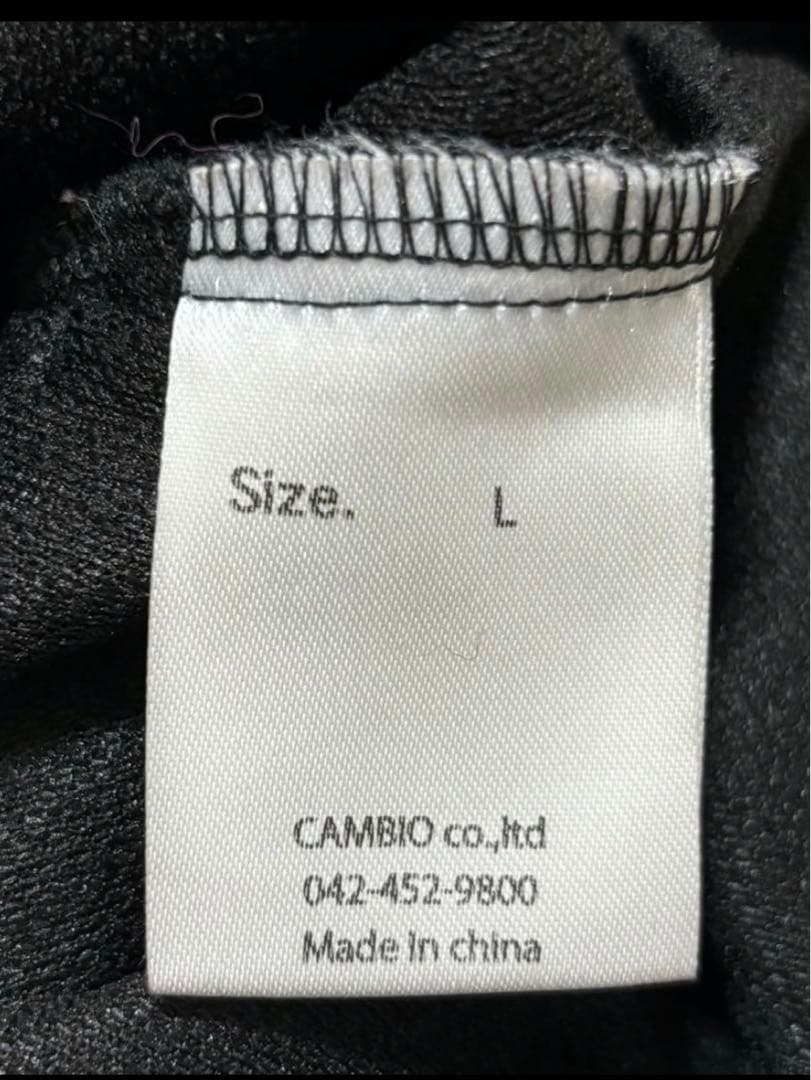 Size. L
CAMBIO co.,ltd
042-452-9800
Made in china